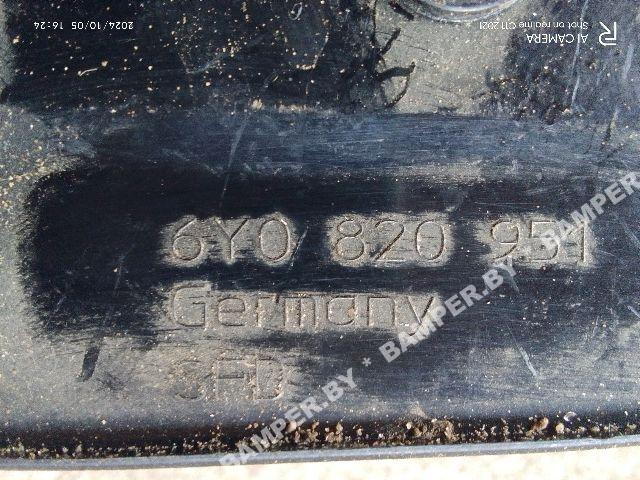 2024/10/05 16:24
AI CAMERA
Shot on realme C11 2021
6Y0 820 951
Germany
SFD
BAMPER.BY * BAMPER.BY - BAMPER.BY